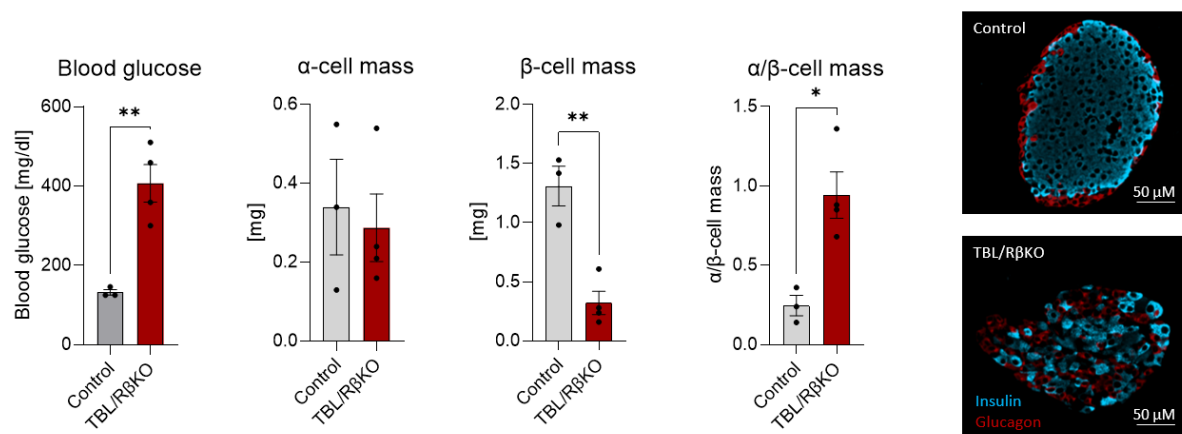 Blood glucose
Blood glucose [mg/dl]
600
400
200
0
**
Control
TBL/RβKO
α-cell mass
[mg]
0.6
0.4
0.2
0.0
Control
TBL/RβKO
β-cell mass
[mg]
2.0
1.5
1.0
0.5
0.0
**
Control
TBL/RβKO
α/β-cell mass
α/β-cell mass
1.5
1.0
0.5
0.0
*
Control
TBL/RβKO
Control
50 µM
TBL/RβKO
Insulin
Glucagon
50 µM